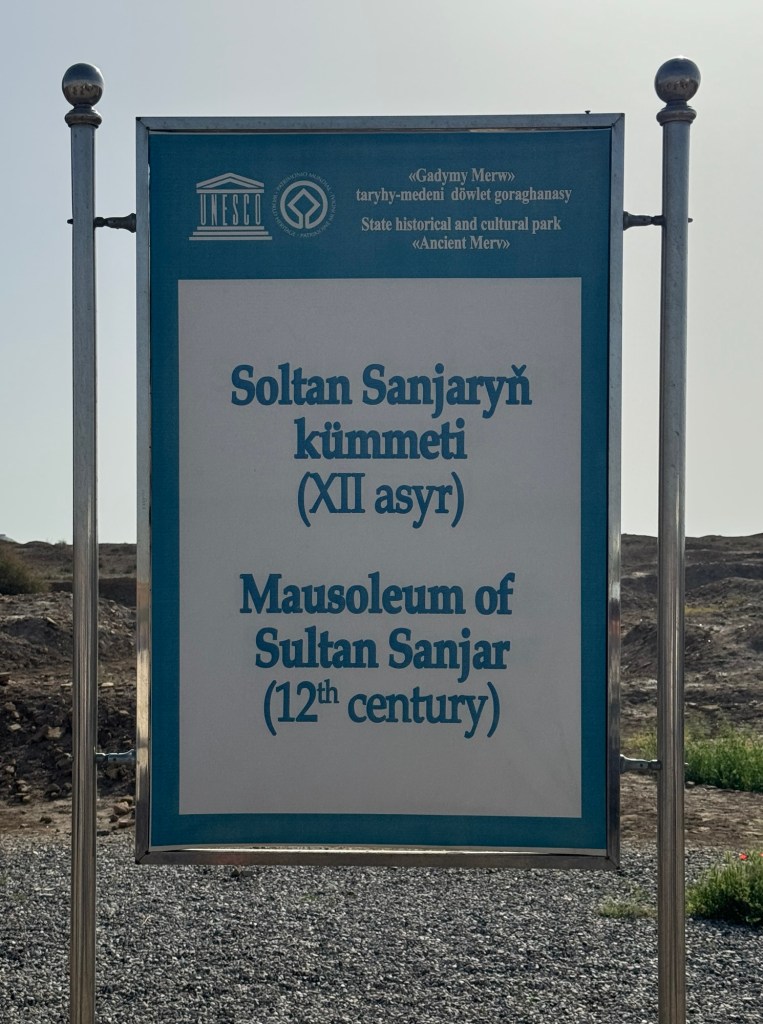 UNESCO
«Gadymy Merw»
taryhy-medeni döwlet goraghanasy
State historical and cultural park
«Ancient Merv»
Soltan Sanjaryň
kümmeti
(XII asyr)
Mausoleum of
Sultan Sanjar
(12th century)